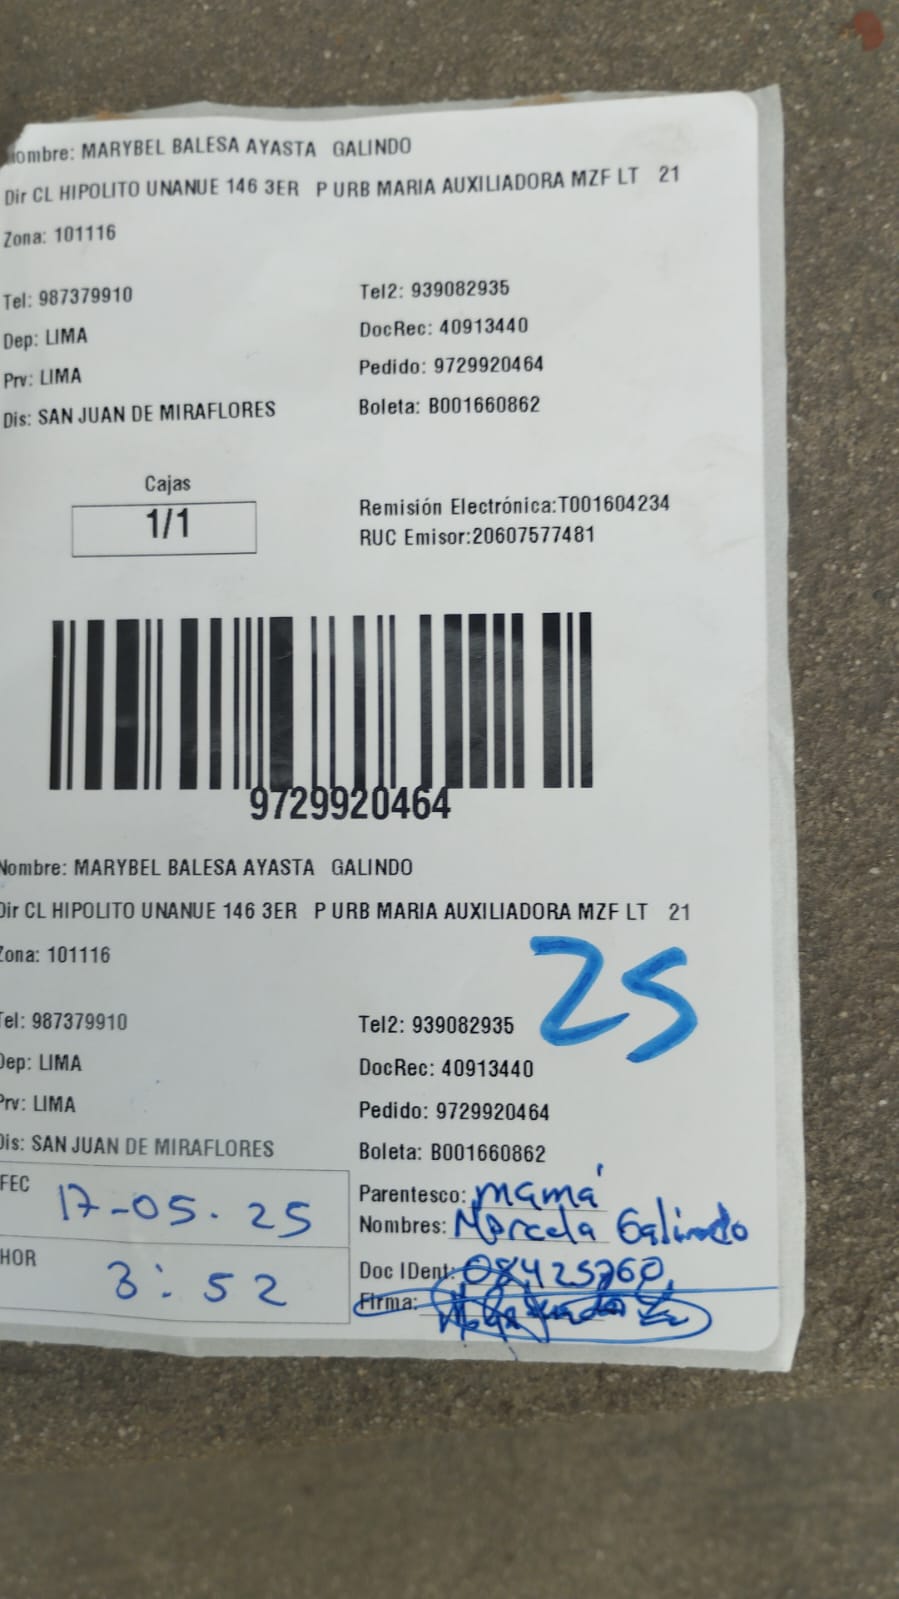 Nombre: MARYBEL BALESA AYASTA GALINDO
Dir CL HIPOLITO UNANUE 146 3ER P URB MARIA AUXILIADORA MZF LT 21
Zona: 101116
Tel: 987379910 Tel2: 939082935
Dep: LIMA DocRec: 40913440
Prv: LIMA Pedido: 9729920464
Dis: SAN JUAN DE MIRAFLORES Boleta: B001660862
Cajas
1/1
Remisión Electrónica:T001604234
RUC Emisor:20607577481
9729920464
Nombre: MARYBEL BALESA AYASTA GALINDO
Dir CL HIPOLITO UNANUE 146 3ER P URB MARIA AUXILIADORA MZF LT 21
Zona: 101116
25
Tel: 987379910 Tel2: 939082935
Dep: LIMA DocRec: 40913440
Prv: LIMA Pedido: 9729920464
Dis: SAN JUAN DE MIRAFLORES Boleta: B001660862
FEC 17-05.25
HOR 3:52
Parentesco: mamá
Nombres: Marcela Galindo
Doc IDent: 08425760
Firma: